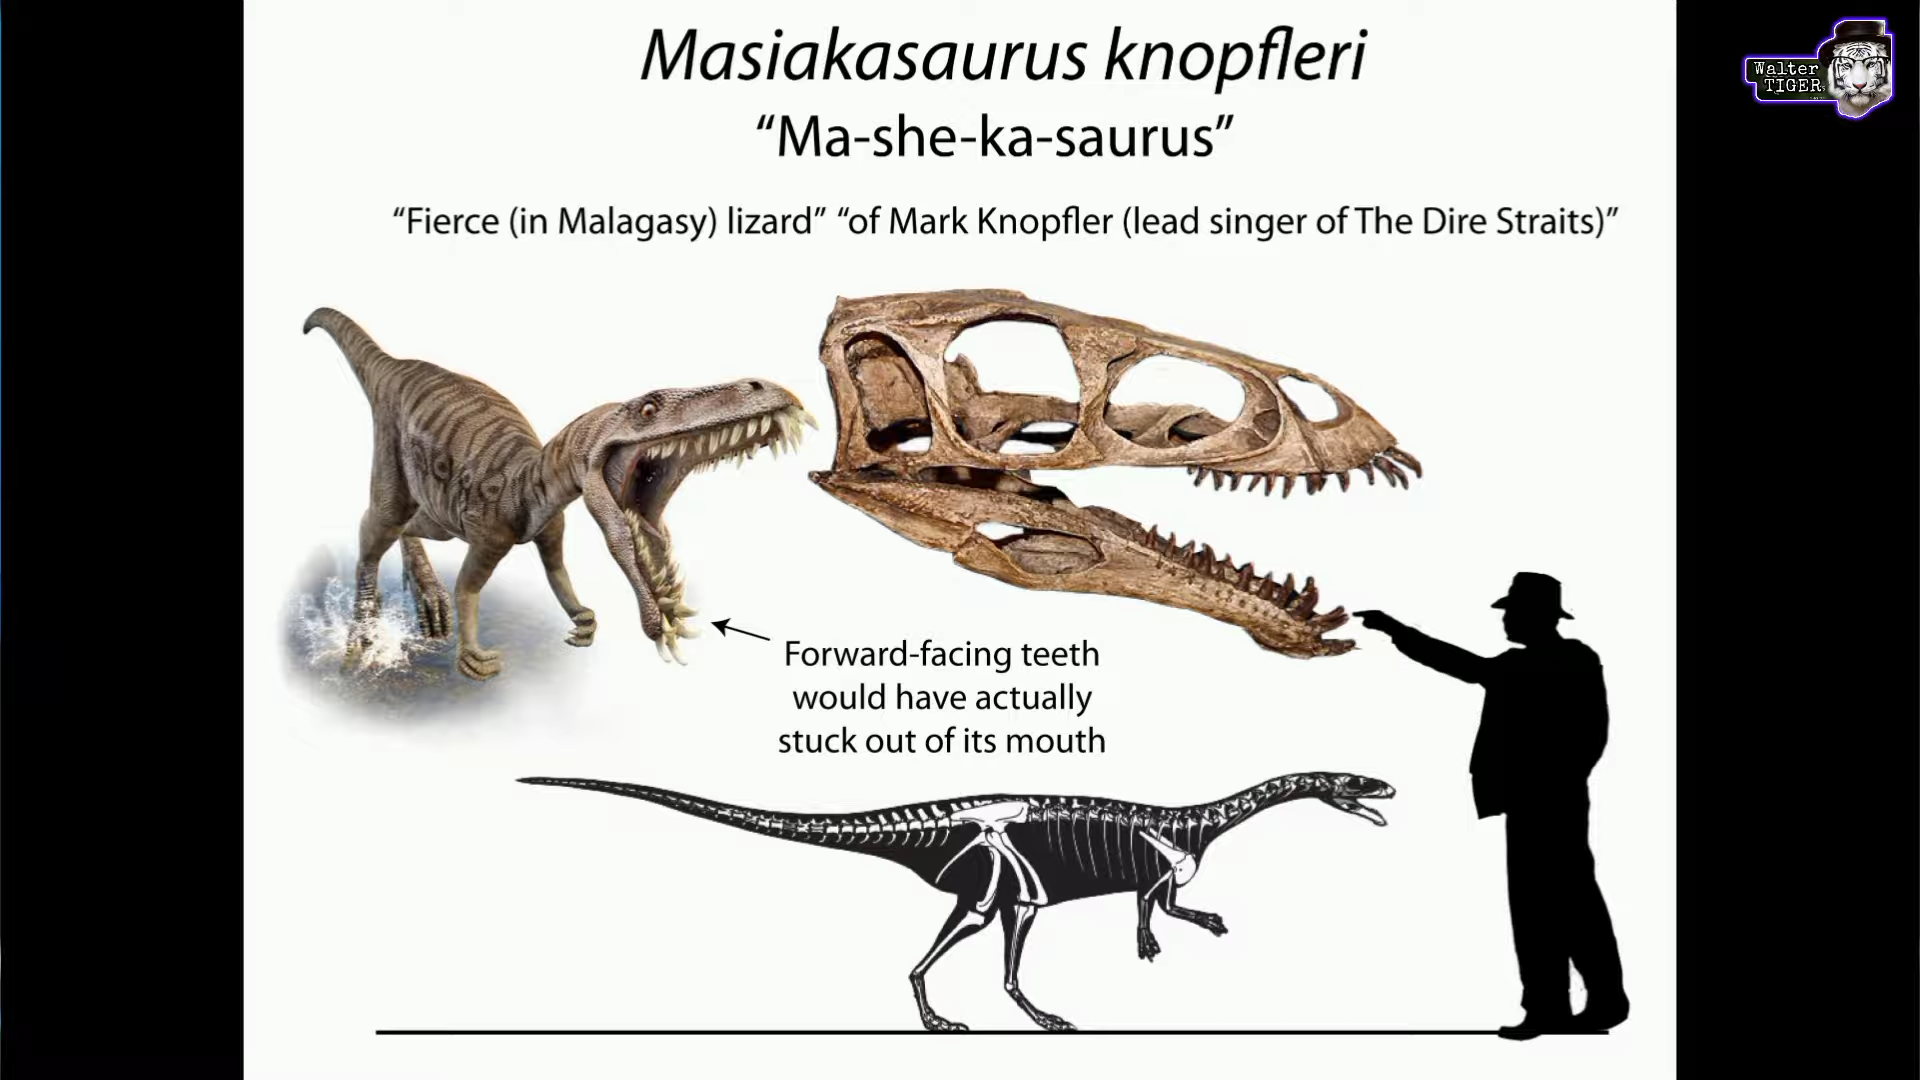 Masiakasaurus knopfleri
“Ma-she-ka-saurus”
“Fierce (in Malagasy) lizard” “of Mark Knopfler (lead singer of The Dire Straits)”
Forward-facing teeth
would have actually
stuck out of its mouth
Walter
TIGER